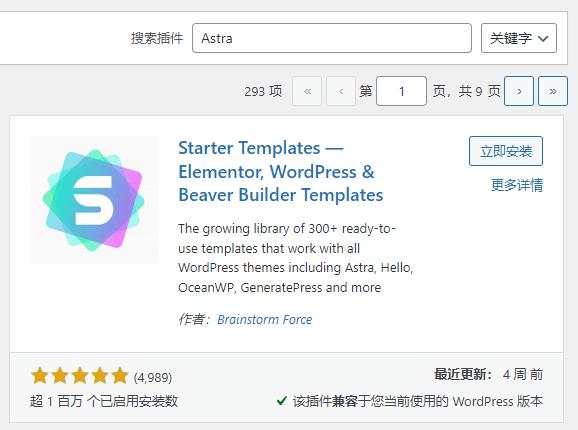 搜索插件 Astra 关键字
293 项 « ‹ 第 1 页，共 9 页 › »
Starter Templates —
Elementor, WordPress &
Beaver Builder Templates
立即安装
更多详情
The growing library of 300+ ready-to-
use templates that work with all
WordPress themes including Astra, Hello,
OceanWP, GeneratePress and more
作者：Brainstorm Force
(4,989)
超 1 百万 个已启用安装数
最近更新： 4 周 前
该插件兼容于您当前使用的 WordPress 版本